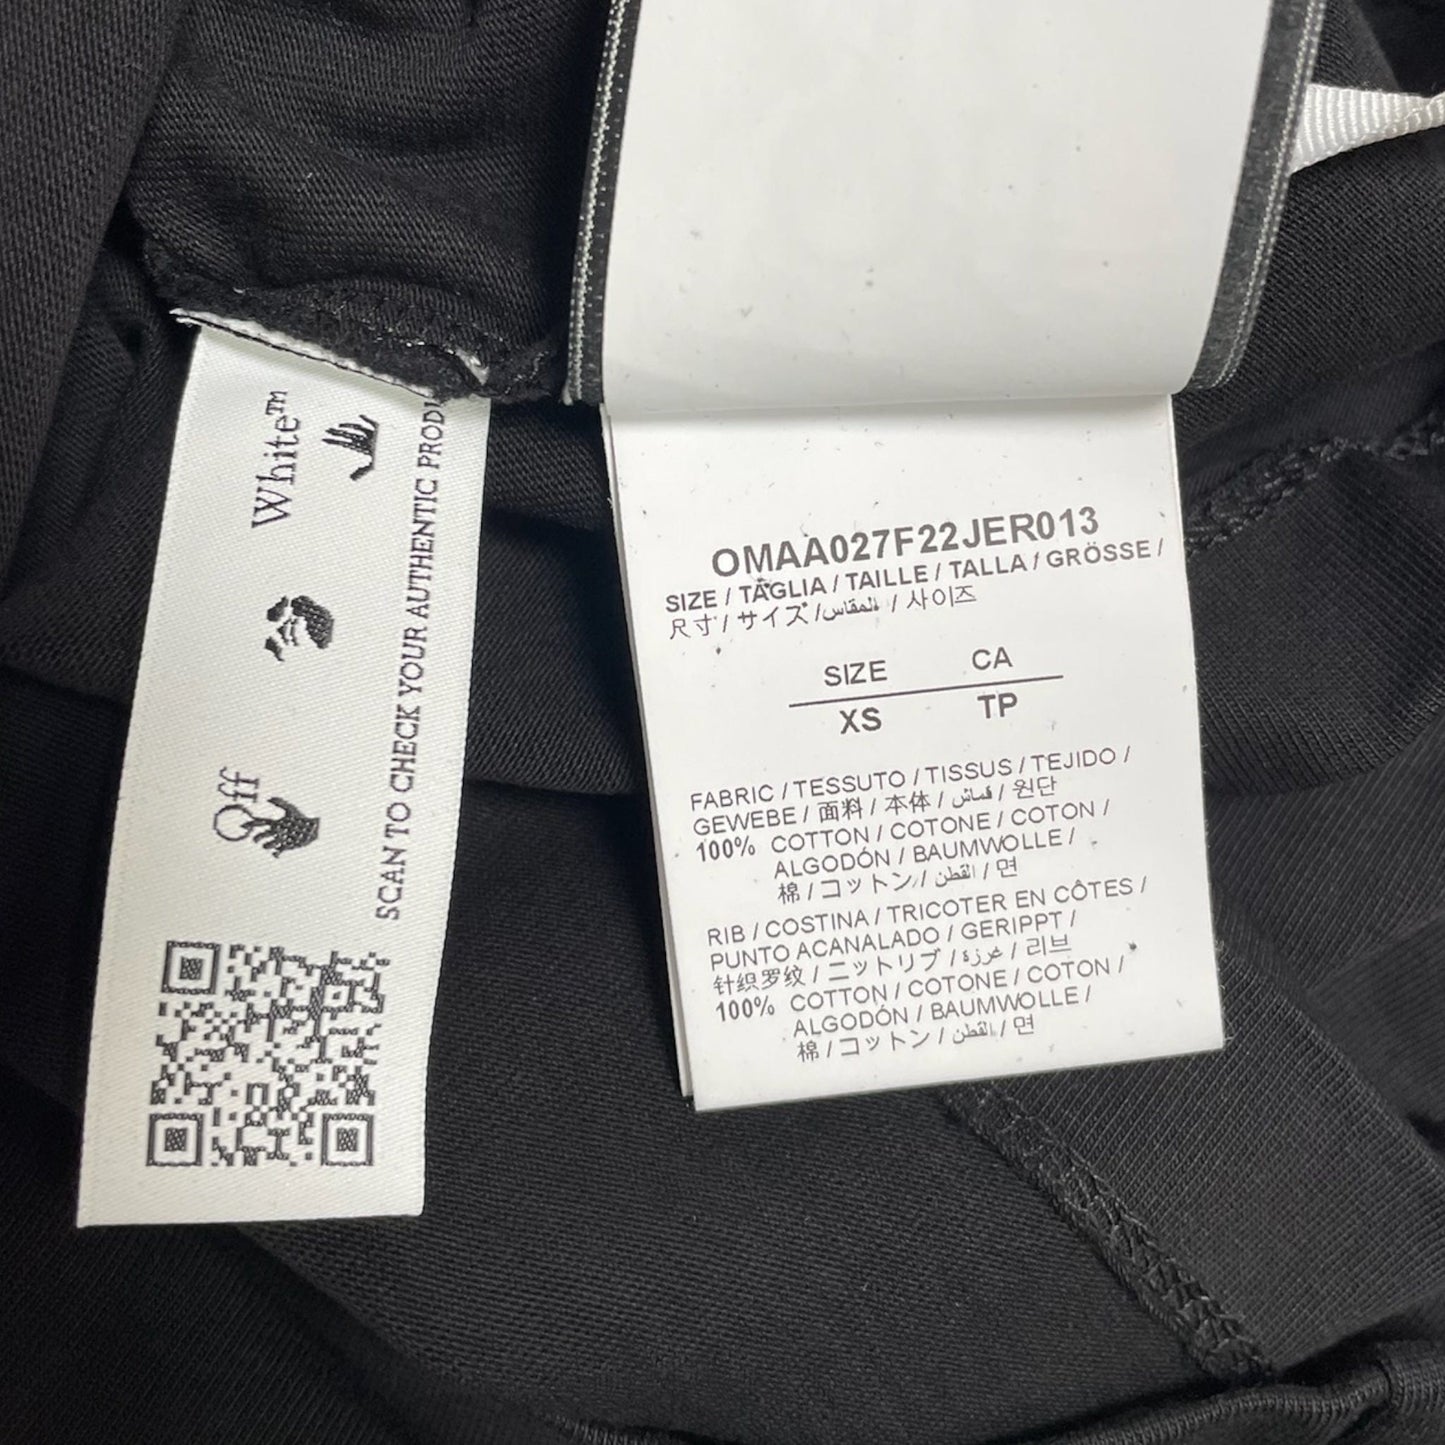 Off White™
SCAN TO CHECK YOUR AUTHENTIC
OMAA027F22JER013
SIZE / TAGLIA / TAILLE / TALLA / GRÖSSE /
尺寸 / サイズ / المقاس / 사이즈
SIZE CA
XS TP
FABRIC / TESSUTO / TISSUS / TEJIDO /
GEWEBE / 面料 / 本体 / قماش / 원단
100% COTTON / COTONE / COTON /
ALGODÓN / BAUMWOLLE /
棉 / コットン / القطن / 면
RIB / COSTINA / TRICOTER EN CÔTES /
PUNTO ACANALADO / GERIPPT /
针织罗纹 / ニットリブ / غرزة / 리브
100% COTTON / COTONE / COTON /
ALGODÓN / BAUMWOLLE /
棉 / コットン / القطن / 면